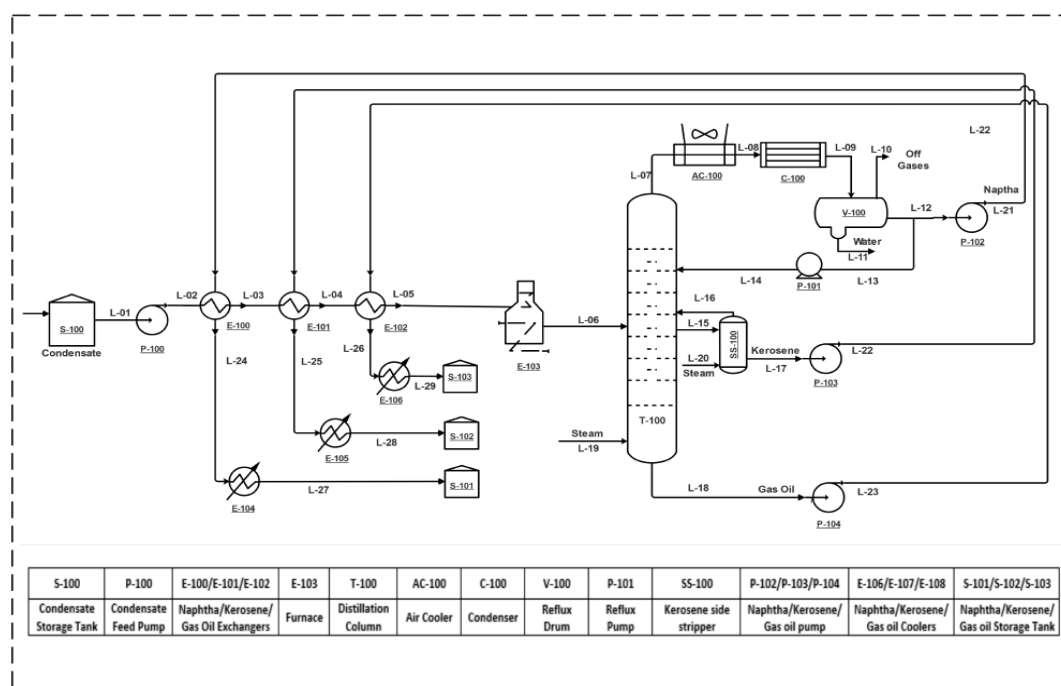 L-22
L-08
L-09
L-10
Off
Gases
AC-100
C-100
L-07
Naptha
L-12
L-21
V-100
P-102
Water
L-11
L-14
L-13
P-101
L-16
L-02
L-03
L-04
L-05
L-01
L-06
L-15
SS-100
S-100
Condensate
P-100
E-100
E-101
E-102
L-22
L-20
Kerosene
Steam
L-17
P-103
L-24
L-25
L-26
E-103
S-103
L-29
E-106
T-100
Steam
L-19
S-102
L-28
E-105
S-101
L-27
E-104
L-18
Gas Oil
L-23
P-104
S-100 P-100 E-100/E-101/E-102 E-103 T-100 AC-100 C-100 V-100 P-101 SS-100 P-102/P-103/P-104 E-106/E-107/E-108 S-101/S-102/S-103
Condensate Condensate Naphtha/Kerosene/ Furnace Distillation Air Cooler Condenser Reflux Reflux Kerosene side Naphtha/Kerosene/ Naphtha/Kerosene/ Naphtha/Kerosene/
Storage Tank Feed Pump Gas Oil Exchangers Column Drum Pump stripper Gas oil pump Gas oil Coolers Gas oil Storage Tank